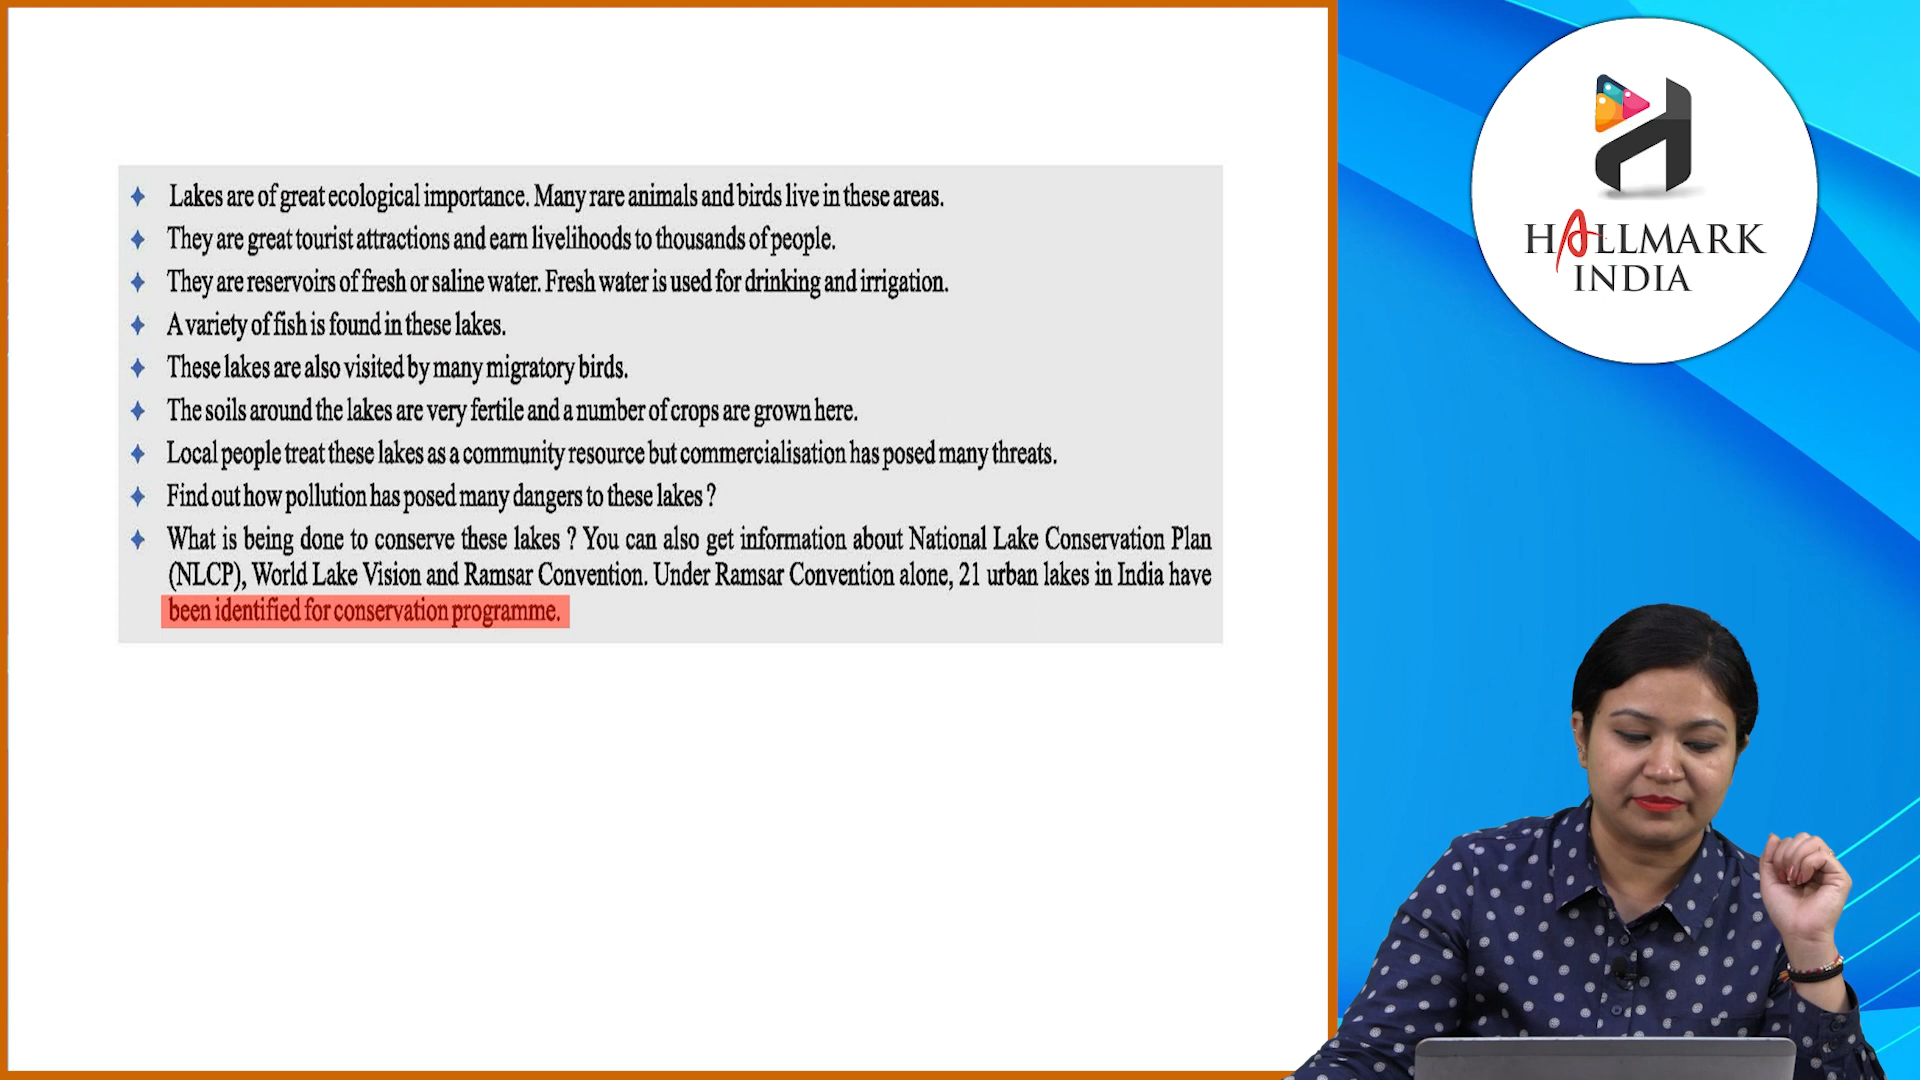 Lakes are of great ecological importance. Many rare animals and birds live in these areas.
They are great tourist attractions and earn livelihoods to thousands of people.
They are reservoirs of fresh or saline water. Fresh water is used for drinking and irrigation.
A variety of fish is found in these lakes.
These lakes are also visited by many migratory birds.
The soils around the lakes are very fertile and a number of crops are grown here.
Local people treat these lakes as a community resource but commercialisation has posed many threats.
Find out how pollution has posed many dangers to these lakes ?
What is being done to conserve these lakes ? You can also get information about National Lake Conservation Plan
(NLCP), World Lake Vision and Ramsar Convention. Under Ramsar Convention alone, 21 urban lakes in India have
been identified for conservation programme.
HALLMARK
INDIA